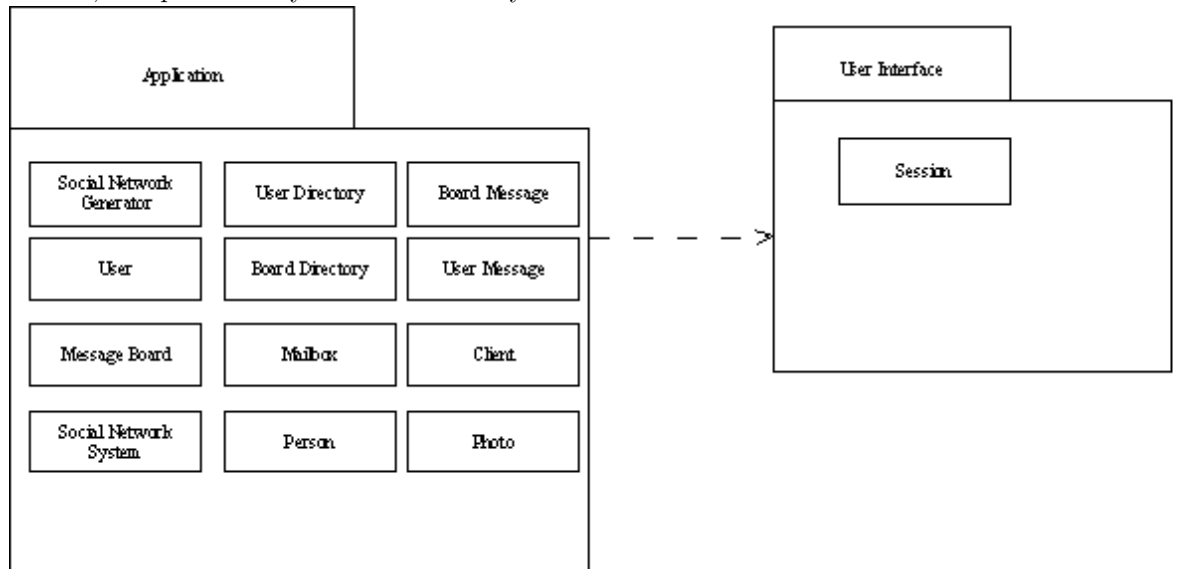 Application
User Interface
Social Network
Generator
User Directory
Board Message
Session
User
Board Directory
User Message
Message Board
Mailbox
Client
Social Network
System
Person
Photo